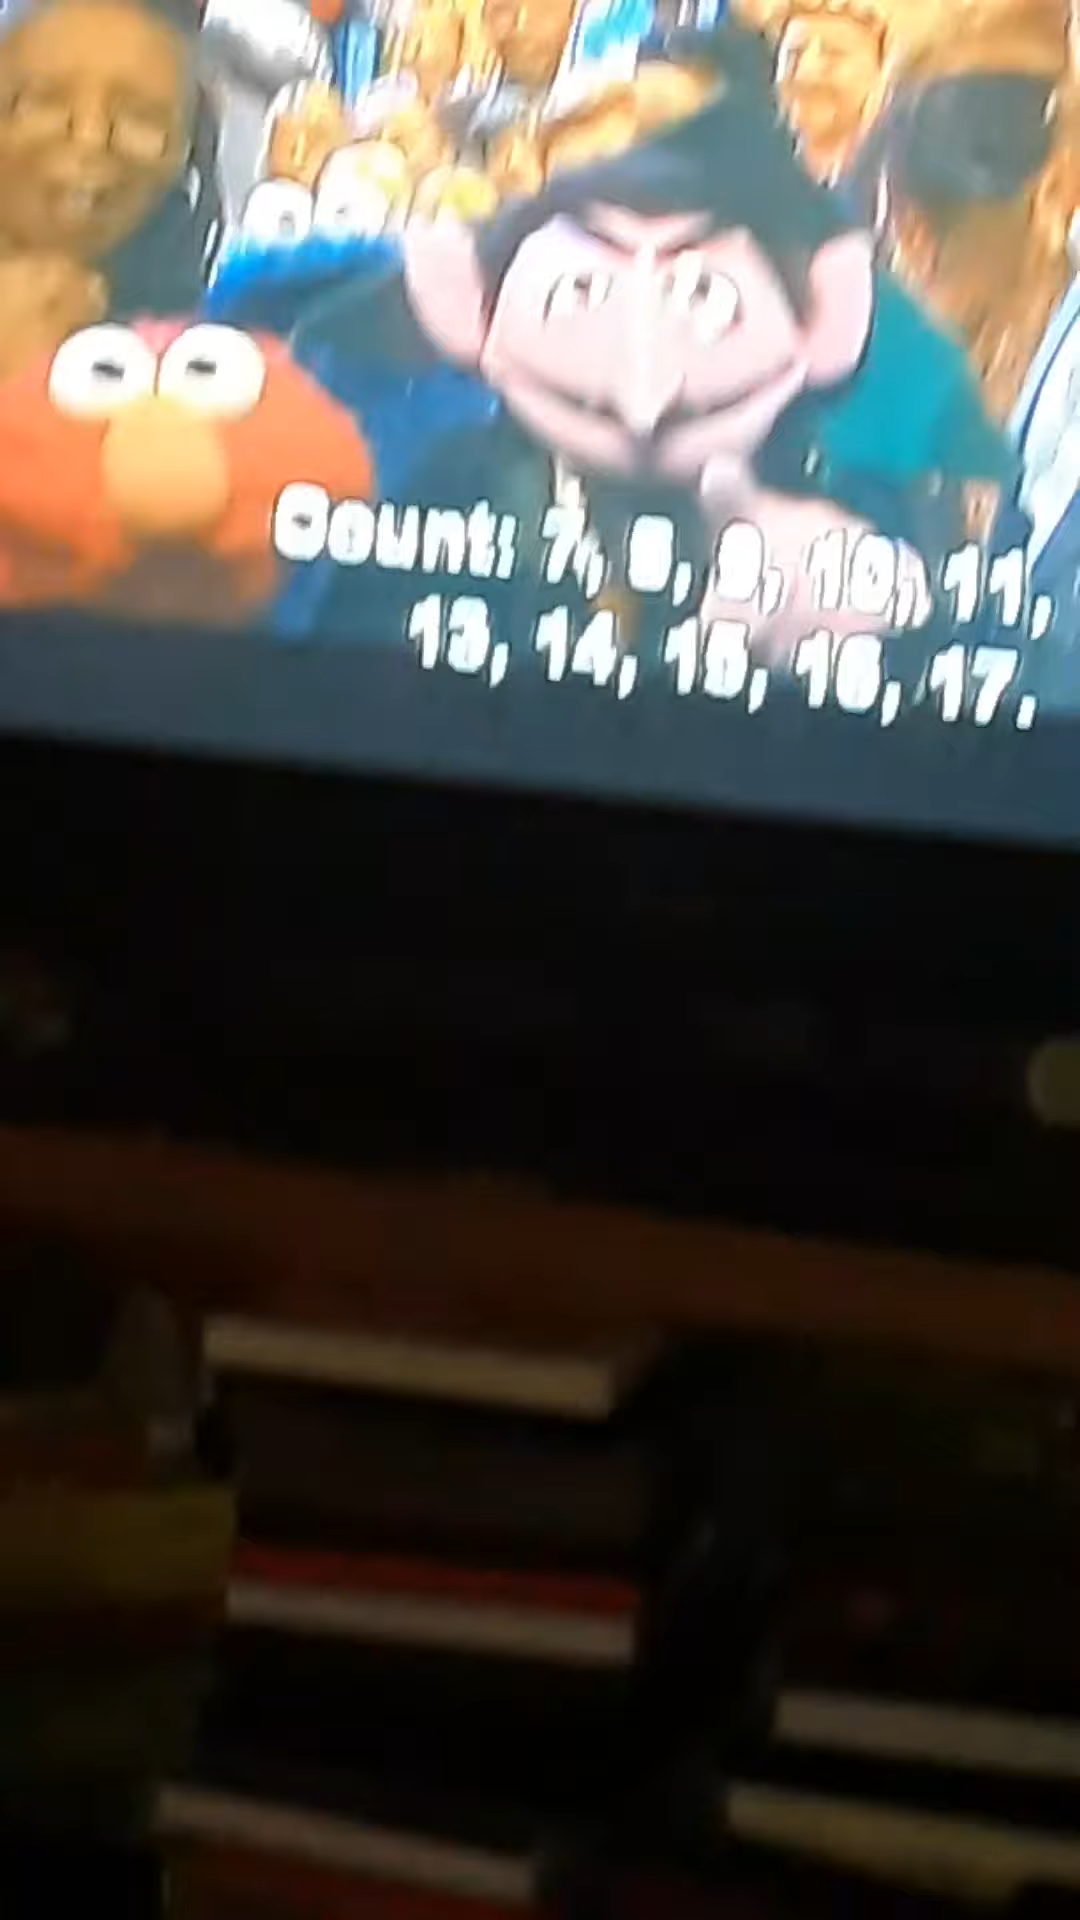 Count: 7, 8, 9, 10, 11,
13, 14, 15, 16, 17.